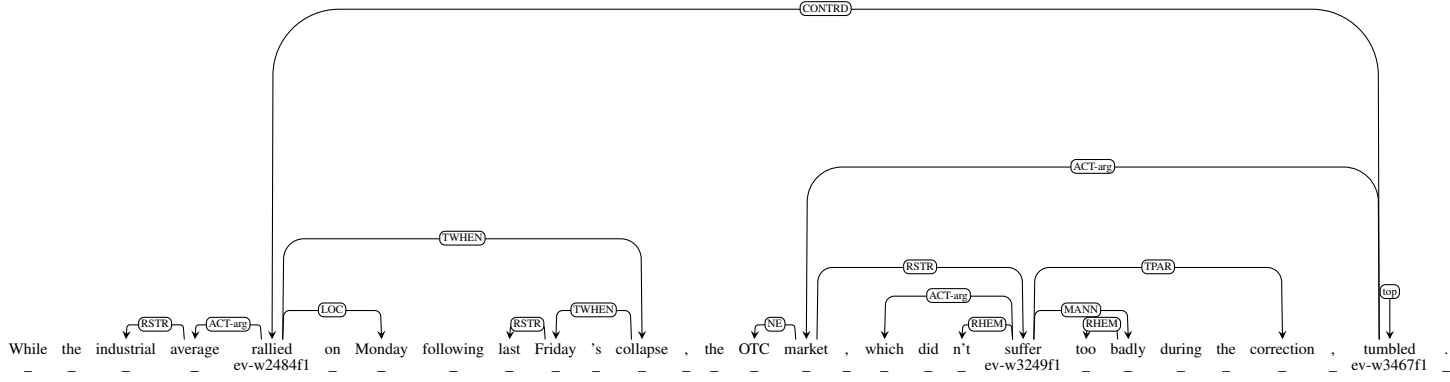 CONTRD
ACT-arg
TWHEN
RSTR TPAR
ACT-arg top
LOC TWHEN MANN
RSTR ACT-arg RSTR NE RHEM RHEM
While the industrial average rallied on Monday following last Friday 's collapse , the OTC market , which did n't suffer too badly during the correction , tumbled .
_ _ _ _ ev-w2484f1 _ _ _ _ _ _ _ _ _ _ _ _ _ _ _ ev-w3249f1 _ _ _ _ _ _ ev-w3467f1 _